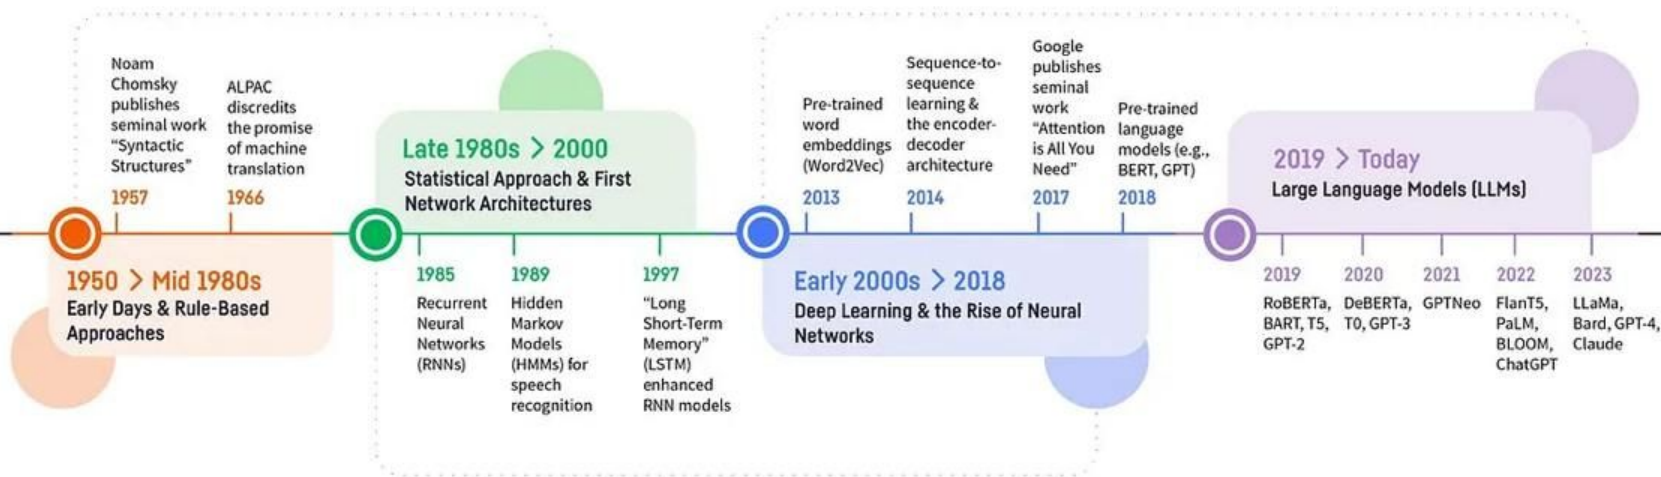 Noam
Chomsky
publishes
seminal work
“Syntactic
Structures”
1957
ALPAC
discredits
the promise
of machine
translation
1966
1950 > Mid 1980s
Early Days & Rule-Based
Approaches
Late 1980s > 2000
Statistical Approach & First
Network Architectures
1985
Recurrent
Neural
Networks
(RNNs)
1989
Hidden
Markov
Models
(HMMs) for
speech
recognition
1997
“Long
Short-Term
Memory”
(LSTM)
enhanced
RNN models
Pre-trained
word
embeddings
(Word2Vec)
2013
Sequence-to-
sequence
learning &
the encoder-
decoder
architecture
2014
Google
publishes
seminal
work
“Attention
is All You
Need”
2017
Pre-trained
language
models (e.g.,
BERT, GPT)
2018
Early 2000s > 2018
Deep Learning & the Rise of Neural
Networks
2019 > Today
Large Language Models (LLMs)
2019
RoBERTa,
BART, T5,
GPT-2
2020
DeBERTa,
T0, GPT-3
2021
GPTNeo
2022
FlanT5,
PaLM,
BLOOM,
ChatGPT
2023
LLaMa,
Bard, GPT-4,
Claude